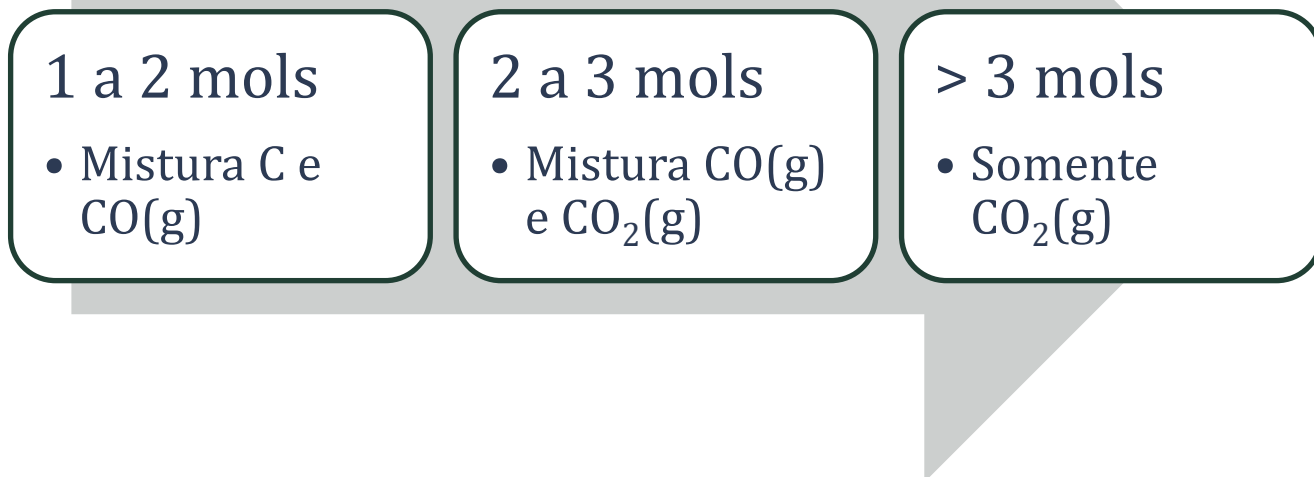 1 a 2 mols
• Mistura C e
CO(g)
2 a 3 mols
• Mistura CO(g)
e CO₂(g)
> 3 mols
• Somente
CO₂(g)